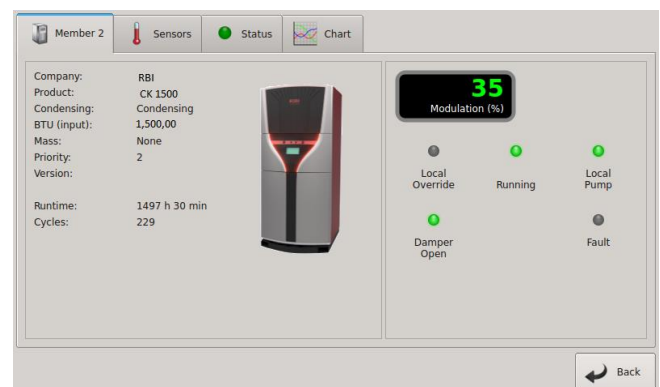 Member 2 Sensors Status Chart
Company: RBI
Product: CK 1500
Condensing: Condensing
BTU (input): 1,500,00
Mass: None
Priority: 2
Version:
Runtime: 1497 h 30 min
Cycles: 229
35
Modulation (%)
Local Override
Running
Local Pump
Damper Open
Fault
Back